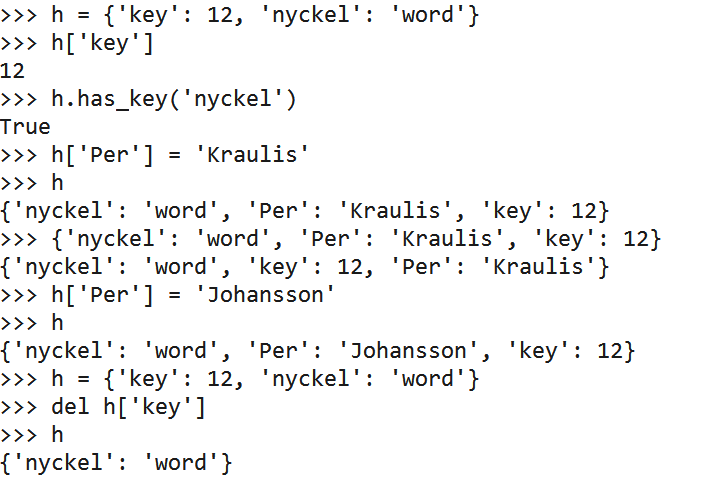 >>> h = {'key': 12, 'nyckel': 'word'}
>>> h['key']
12
>>> h.has_key('nyckel')
True
>>> h['Per'] = 'Kraulis'
>>> h
{'nyckel': 'word', 'Per': 'Kraulis', 'key': 12}
>>> {'nyckel': 'word', 'Per': 'Kraulis', 'key': 12}
{'nyckel': 'word', 'key': 12, 'Per': 'Kraulis'}
>>> h['Per'] = 'Johansson'
>>> h
{'nyckel': 'word', 'Per': 'Johansson', 'key': 12}
>>> h = {'key': 12, 'nyckel': 'word'}
>>> del h['key']
>>> h
{'nyckel': 'word'}